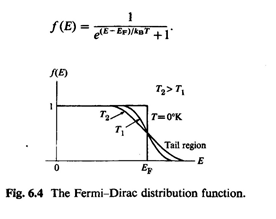 f(E) = 1 / (e^{(E − E_F)/k_B T} + 1).
f(E)
T₂ > T₁
1
T₂
T₁
T = 0°K
Tail region
0
E_F
E
Fig. 6.4 The Fermi–Dirac distribution function.